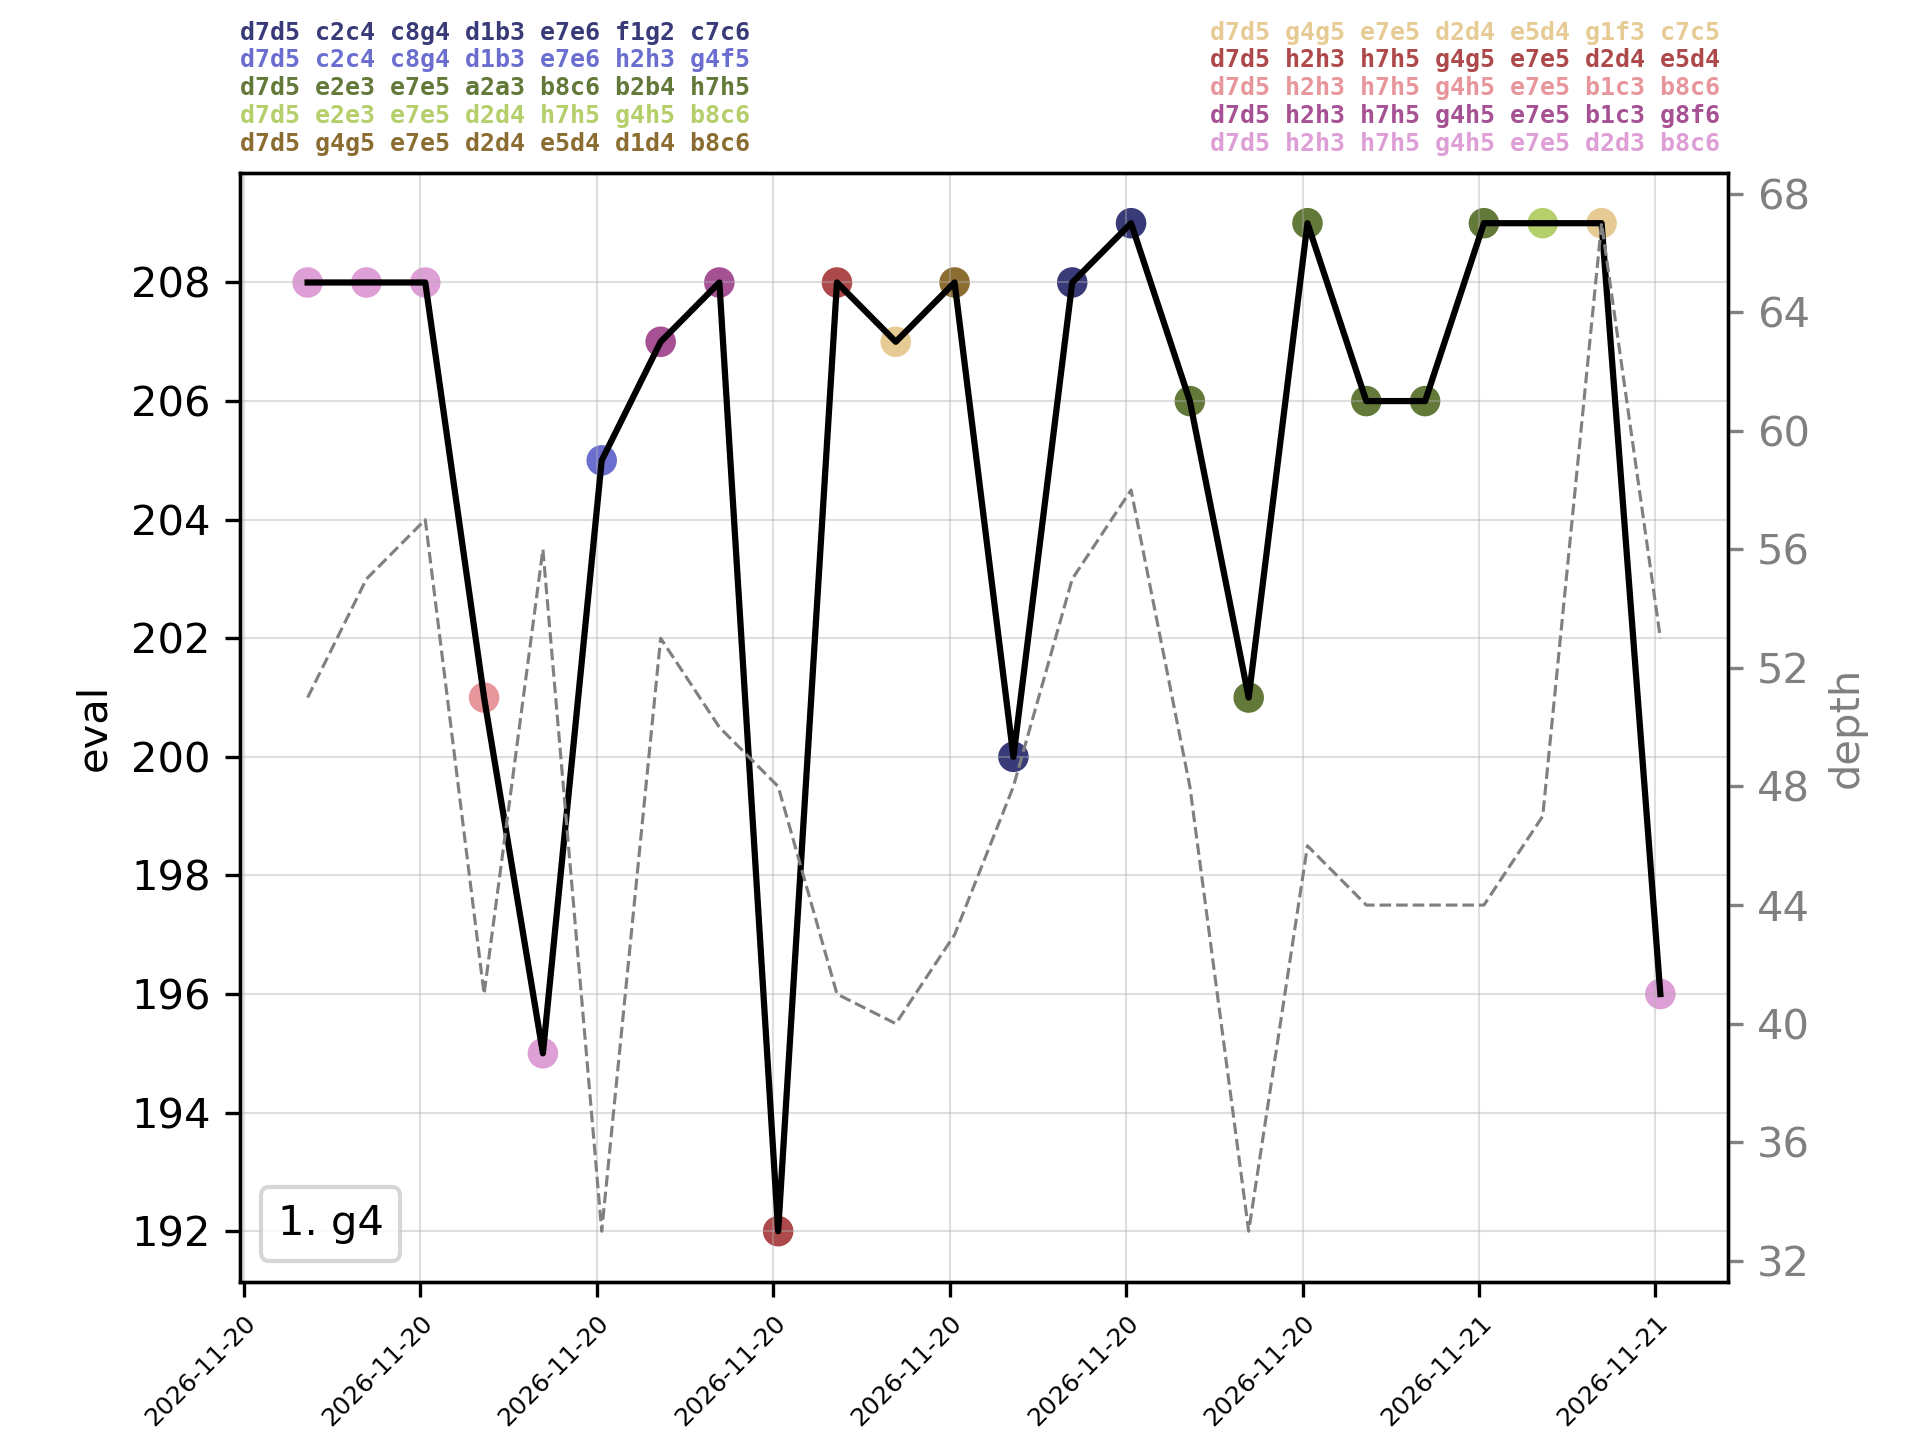 d7d5 c2c4 c8g4 d1b3 e7e6 f1g2 c7c6
d7d5 c2c4 c8g4 d1b3 e7e6 h2h3 g4f5
d7d5 e2e3 e7e5 a2a3 b8c6 b2b4 h7h5
d7d5 e2e3 e7e5 d2d4 h7h5 g4h5 b8c6
d7d5 g4g5 e7e5 d2d4 e5d4 d1d4 b8c6
d7d5 g4g5 e7e5 d2d4 e5d4 g1f3 c7c5
d7d5 h2h3 h7h5 g4g5 e7e5 d2d4 e5d4
d7d5 h2h3 h7h5 g4h5 e7e5 b1c3 b8c6
d7d5 h2h3 h7h5 g4h5 e7e5 b1c3 g8f6
d7d5 h2h3 h7h5 g4h5 e7e5 d2d3 b8c6
208
206
204
202
200
198
196
194
192
eval
68
64
60
56
52
48
44
40
36
32
depth
1. g4
2026-11-20
2026-11-20
2026-11-20
2026-11-20
2026-11-20
2026-11-20
2026-11-20
2026-11-21
2026-11-21